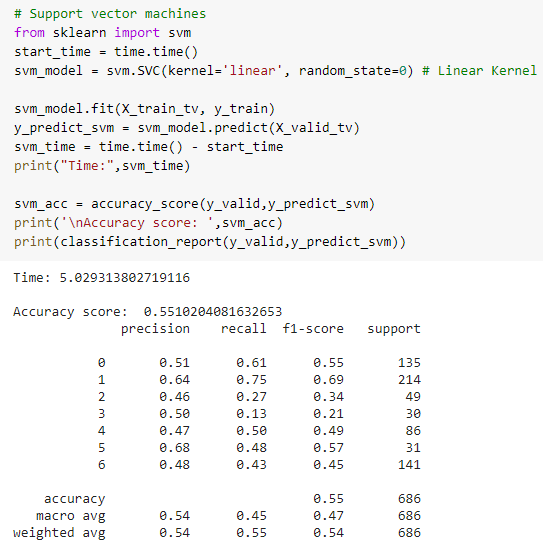 # Support vector machines
from sklearn import svm
start_time = time.time()
svm_model = svm.SVC(kernel='linear', random_state=0) # Linear Kernel
svm_model.fit(X_train_tv, y_train)
y_predict_svm = svm_model.predict(X_valid_tv)
svm_time = time.time() - start_time
print("Time:",svm_time)
svm_acc = accuracy_score(y_valid,y_predict_svm)
print('\nAccuracy score: ',svm_acc)
print(classification_report(y_valid,y_predict_svm))
Time: 5.029313802719116
Accuracy score:  0.5510204081632653
precision recall f1-score support
0 0.51 0.61 0.55 135
1 0.64 0.75 0.69 214
2 0.46 0.27 0.34 49
3 0.50 0.13 0.21 30
4 0.47 0.50 0.49 86
5 0.68 0.48 0.57 31
6 0.48 0.43 0.45 141
accuracy 0.55 686
macro avg 0.54 0.45 0.47 686
weighted avg 0.54 0.55 0.54 686